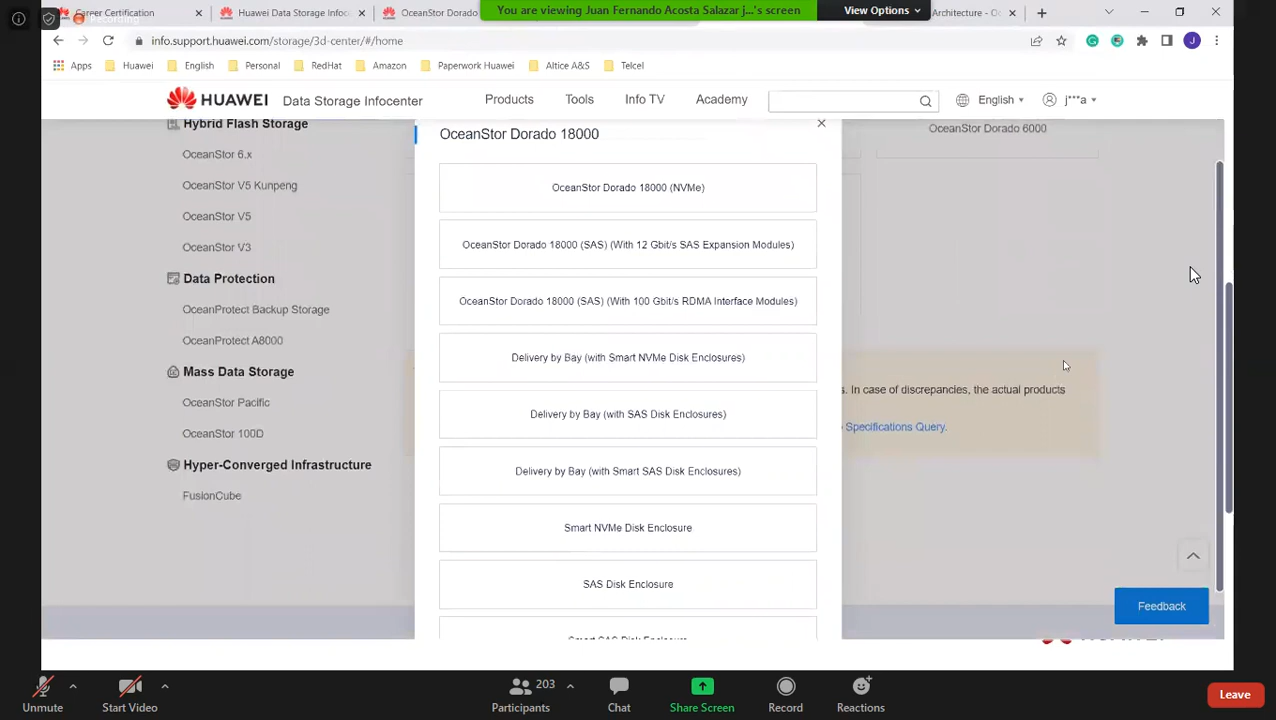 Recording
You are viewing Juan Fernando Acosta Salazar j...'s screen
View Options
Career Certification
Huawei Data Storage Infocenter
OceanStor Dorado
Architecture - Oc
info.support.huawei.com/storage/3d-center/#/home
J
Apps
Huawei
English
Personal
RedHat
Amazon
Paperwork Huawei
Altice A&S
Telcel
HUAWEI
Data Storage Infocenter
Products
Tools
Info TV
Academy
English
j***a
Hybrid Flash Storage
OceanStor 6.x
OceanStor V5 Kunpeng
OceanStor V5
OceanStor V3
Data Protection
OceanProtect Backup Storage
OceanProtect A8000
Mass Data Storage
OceanStor Pacific
OceanStor 100D
Hyper-Converged Infrastructure
FusionCube
OceanStor Dorado 18000
OceanStor Dorado 18000 (NVMe)
OceanStor Dorado 18000 (SAS) (With 12 Gbit/s SAS Expansion Modules)
OceanStor Dorado 18000 (SAS) (With 100 Gbit/s RDMA Interface Modules)
Delivery by Bay (with Smart NVMe Disk Enclosures)
Delivery by Bay (with SAS Disk Enclosures)
Delivery by Bay (with Smart SAS Disk Enclosures)
Smart NVMe Disk Enclosure
SAS Disk Enclosure
Smart SAS Disk Enclosure
OceanStor Dorado 6000
s. In case of discrepancies, the actual products
Specifications Query.
Feedback
Unmute
Start Video
203
Participants
Chat
Share Screen
Record
Reactions
Leave